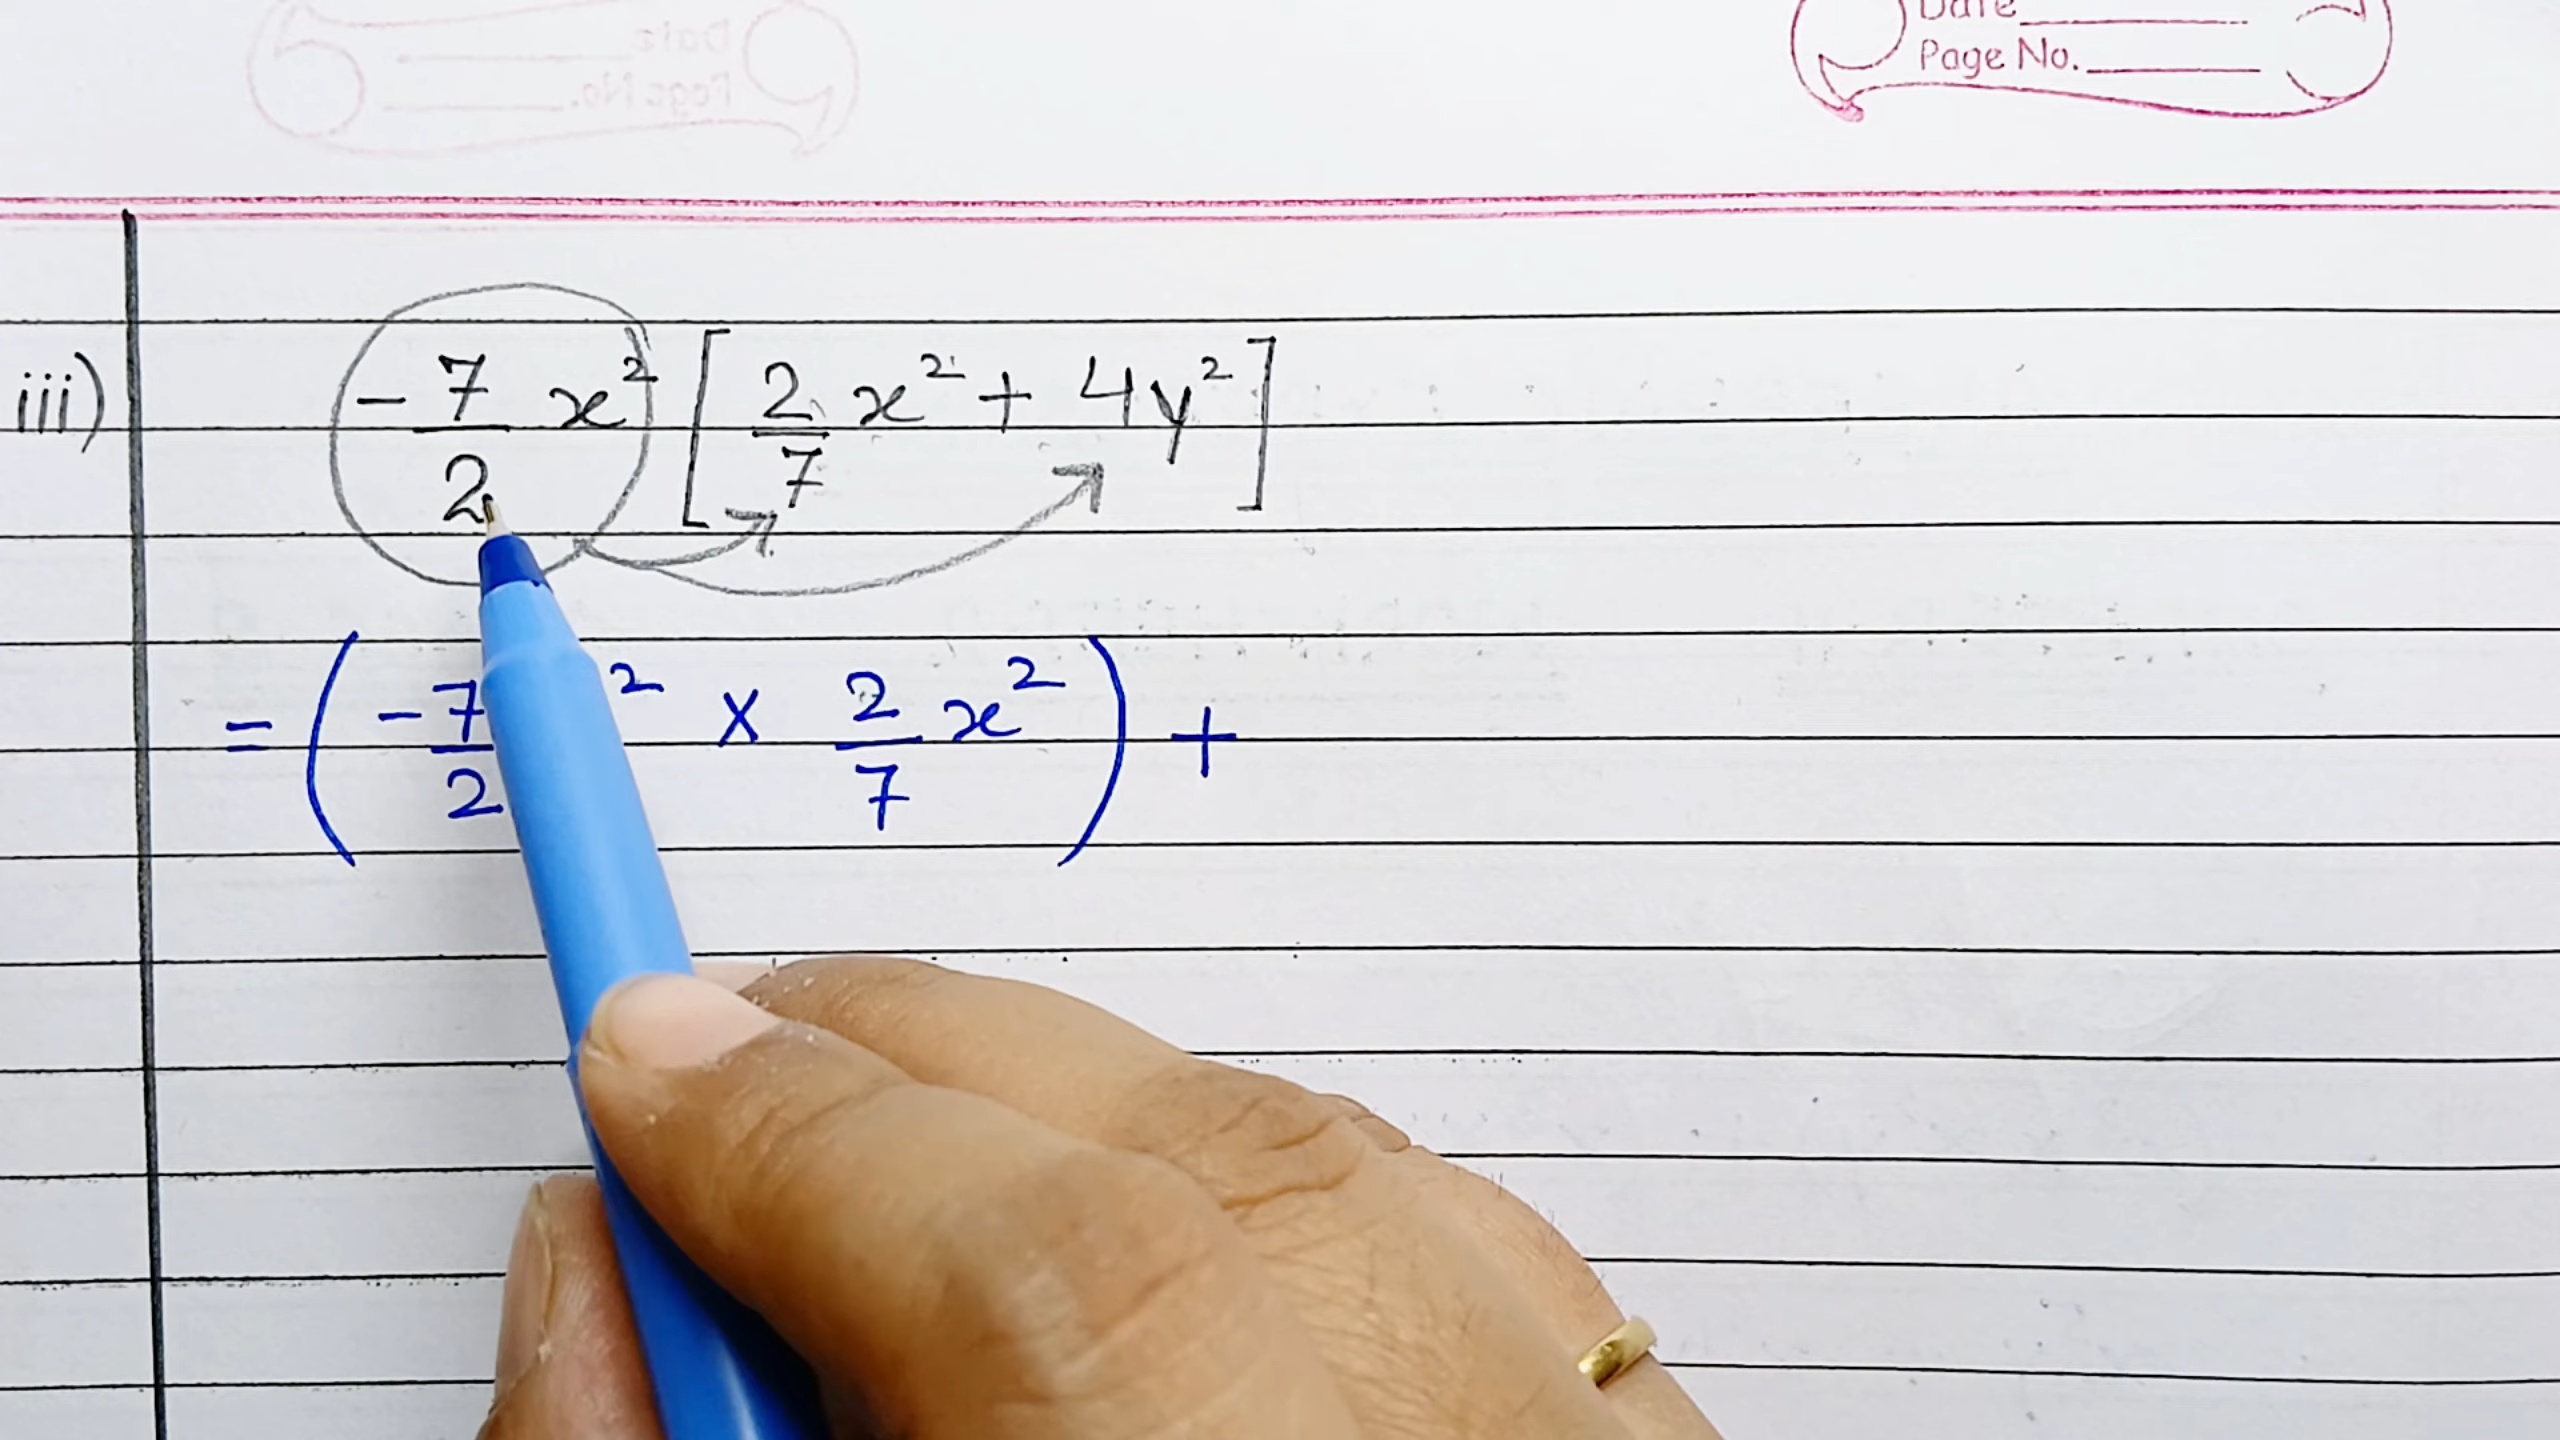 Date
Page No.
iii) -7/2 x² [2/7 x² + 4y²]
= (-7/2 ² × 2/7 x²) +